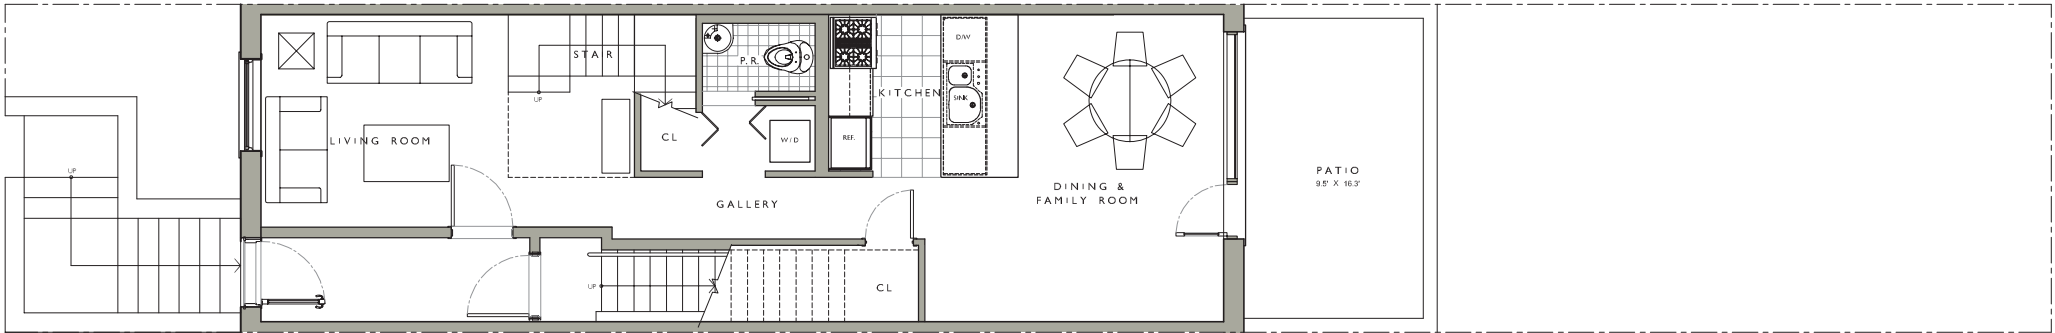 UP
LIVING ROOM
STAIR
UP
CL
P.R.
W/D
KITCHEN
REF.
D/W
SINK
GALLERY
DINING &
FAMILY ROOM
UP
CL
PATIO
9.5' X 16.3'